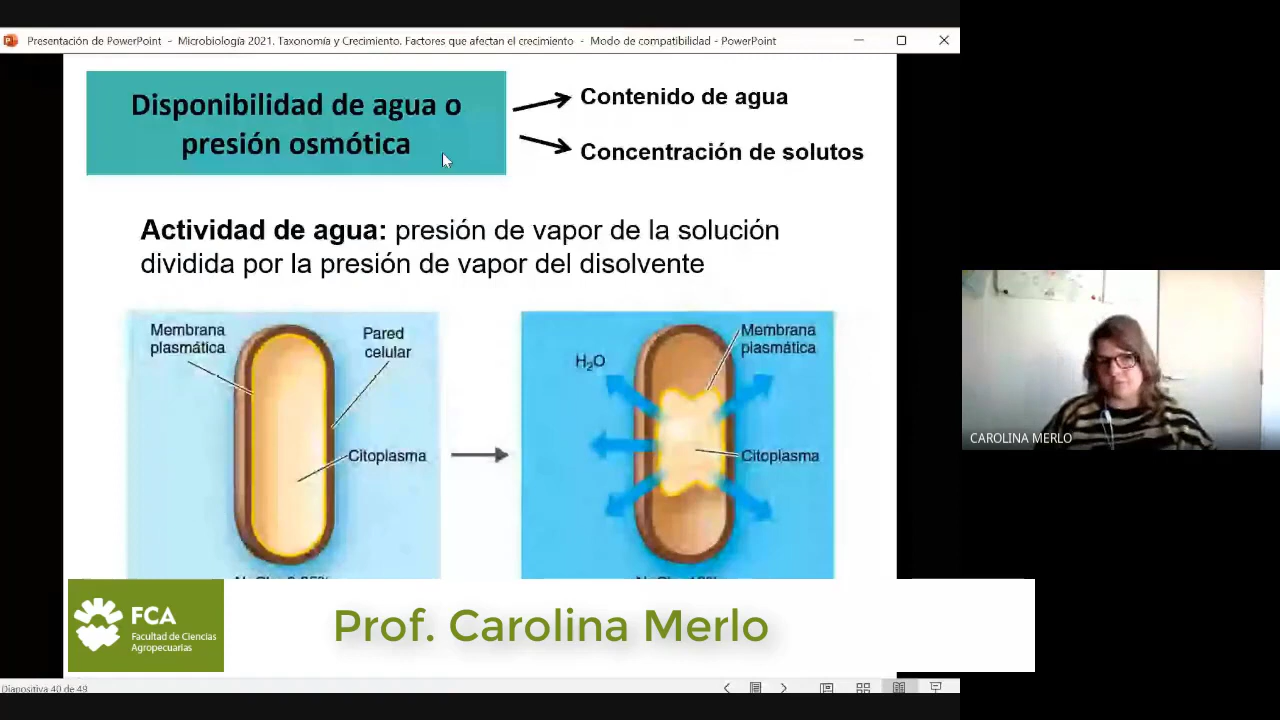 Presentación de PowerPoint - Microbiología 2021. Taxonomía y Crecimiento. Factores que afectan el crecimiento - Modo de compatibilidad - PowerPoint
Disponibilidad de agua o
presión osmótica
Contenido de agua
Concentración de solutos
Actividad de agua: presión de vapor de la solución
dividida por la presión de vapor del disolvente
Membrana
plasmática
Pared
celular
Citoplasma
H₂O
Membrana
plasmática
Citoplasma
CAROLINA MERLO
FCA
Facultad de Ciencias
Agropecuarias
Prof. Carolina Merlo
Diapositiva 40 de 49